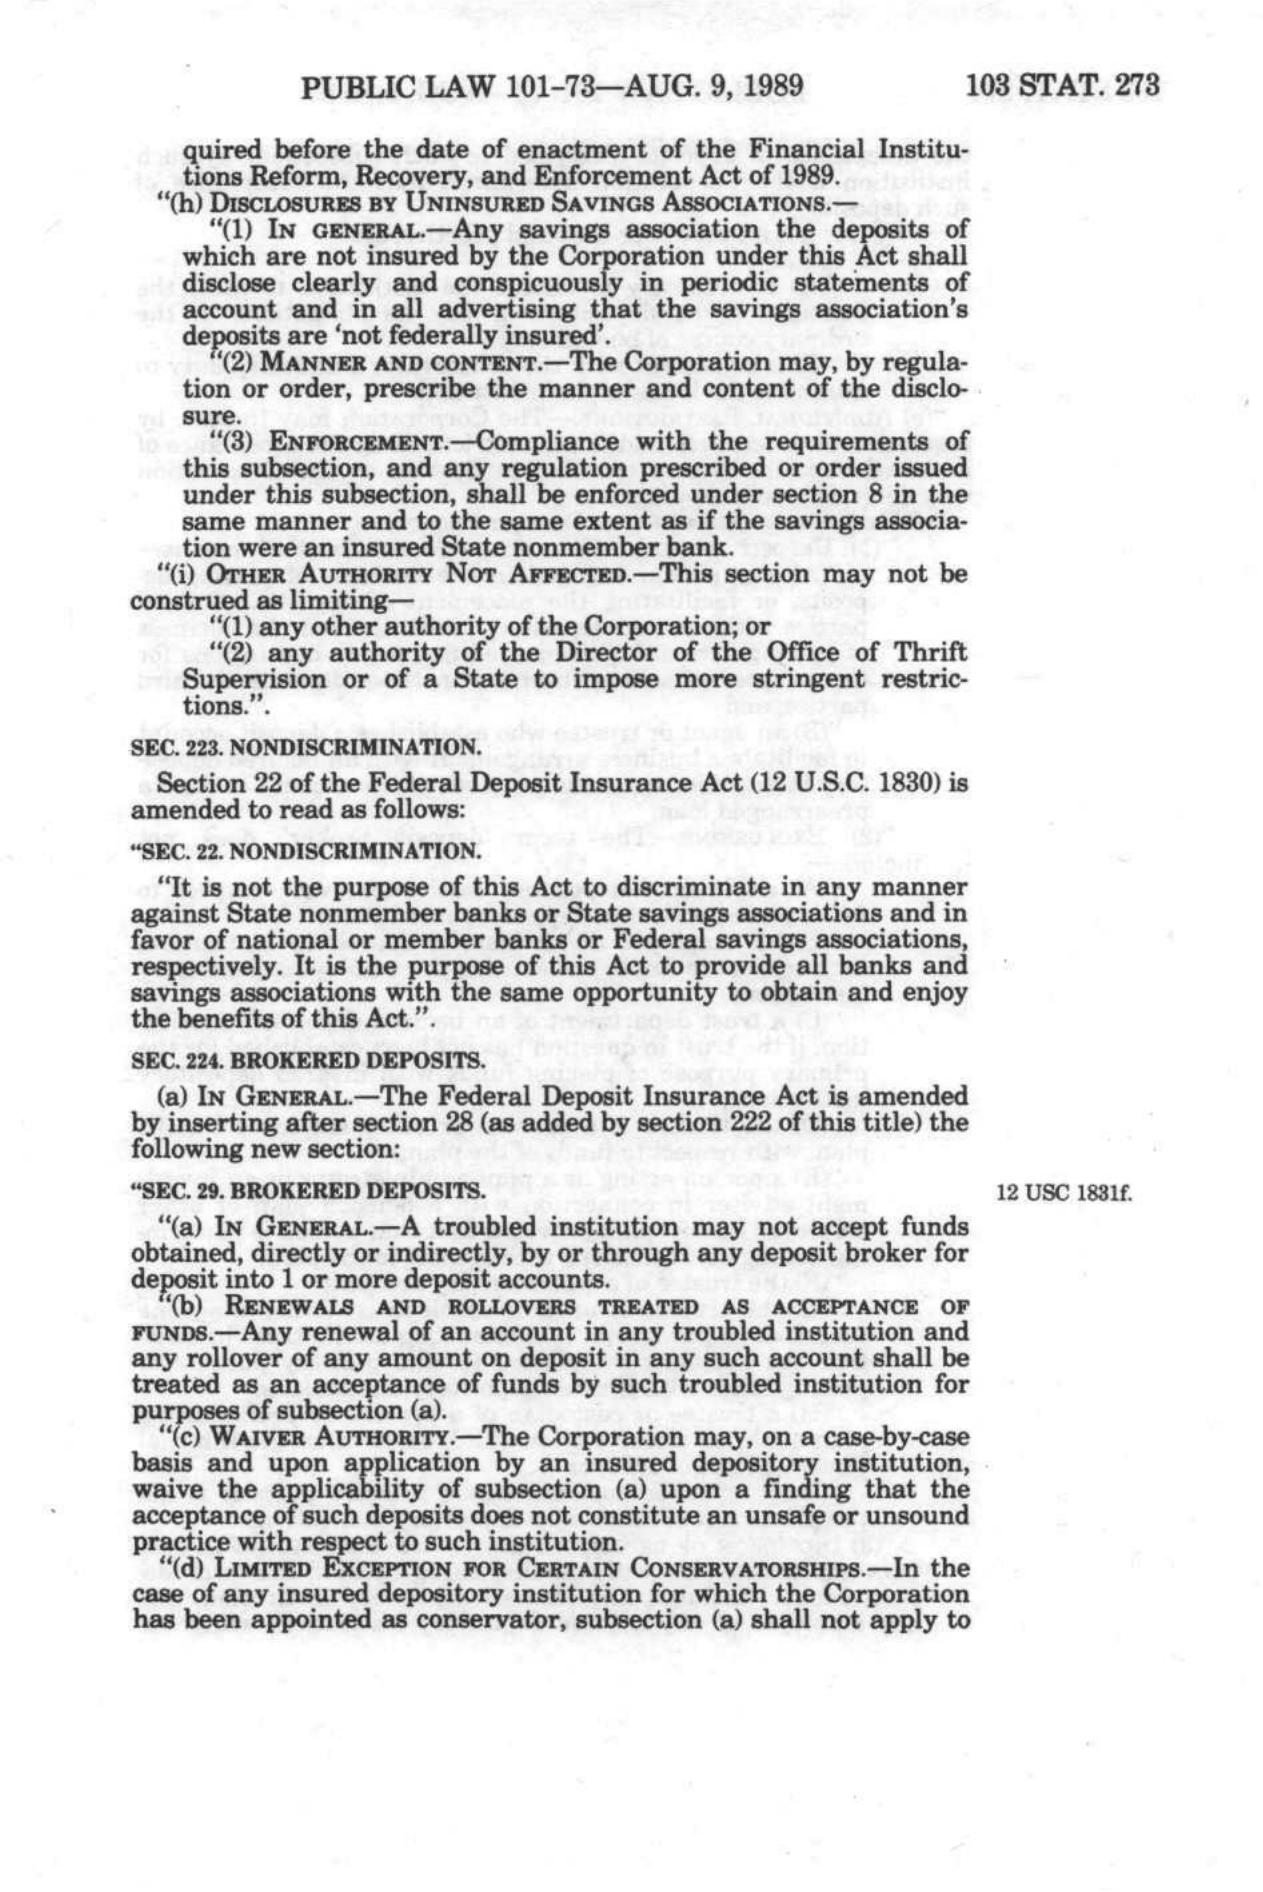 PUBLIC LAW 101-73—AUG. 9, 1989
103 STAT. 273
quired before the date of enactment of the Financial Institu-
tions Reform, Recovery, and Enforcement Act of 1989.
"(h) DISCLOSURES BY UNINSURED SAVINGS ASSOCIATIONS.—
"(1) IN GENERAL.—Any savings association the deposits of
which are not insured by the Corporation under this Act shall
disclose clearly and conspicuously in periodic statements of
account and in all advertising that the savings association's
deposits are 'not federally insured'.
"(2) MANNER AND CONTENT.—The Corporation may, by regula-
tion or order, prescribe the manner and content of the disclo-
sure.
"(3) ENFORCEMENT.—Compliance with the requirements of
this subsection, and any regulation prescribed or order issued
under this subsection, shall be enforced under section 8 in the
same manner and to the same extent as if the savings associa-
tion were an insured State nonmember bank.
"(i) OTHER AUTHORITY NOT AFFECTED.—This section may not be
construed as limiting—
"(1) any other authority of the Corporation; or
"(2) any authority of the Director of the Office of Thrift
Supervision or of a State to impose more stringent restric-
tions.".
SEC. 223. NONDISCRIMINATION.
Section 22 of the Federal Deposit Insurance Act (12 U.S.C. 1830) is
amended to read as follows:
"SEC. 22. NONDISCRIMINATION.
"It is not the purpose of this Act to discriminate in any manner
against State nonmember banks or State savings associations and in
favor of national or member banks or Federal savings associations,
respectively. It is the purpose of this Act to provide all banks and
savings associations with the same opportunity to obtain and enjoy
the benefits of this Act.".
SEC. 224. BROKERED DEPOSITS.
(a) IN GENERAL.—The Federal Deposit Insurance Act is amended
by inserting after section 28 (as added by section 222 of this title) the
following new section:
"SEC. 29. BROKERED DEPOSITS.
12 USC 1831f.
"(a) IN GENERAL.—A troubled institution may not accept funds
obtained, directly or indirectly, by or through any deposit broker for
deposit into 1 or more deposit accounts.
"(b) RENEWALS AND ROLLOVERS TREATED AS ACCEPTANCE OF
FUNDS.—Any renewal of an account in any troubled institution and
any rollover of any amount on deposit in any such account shall be
treated as an acceptance of funds by such troubled institution for
purposes of subsection (a).
"(c) WAIVER AUTHORITY.—The Corporation may, on a case-by-case
basis and upon application by an insured depository institution,
waive the applicability of subsection (a) upon a finding that the
acceptance of such deposits does not constitute an unsafe or unsound
practice with respect to such institution.
"(d) LIMITED EXCEPTION FOR CERTAIN CONSERVATORSHIPS.—In the
case of any insured depository institution for which the Corporation
has been appointed as conservator, subsection (a) shall not apply to